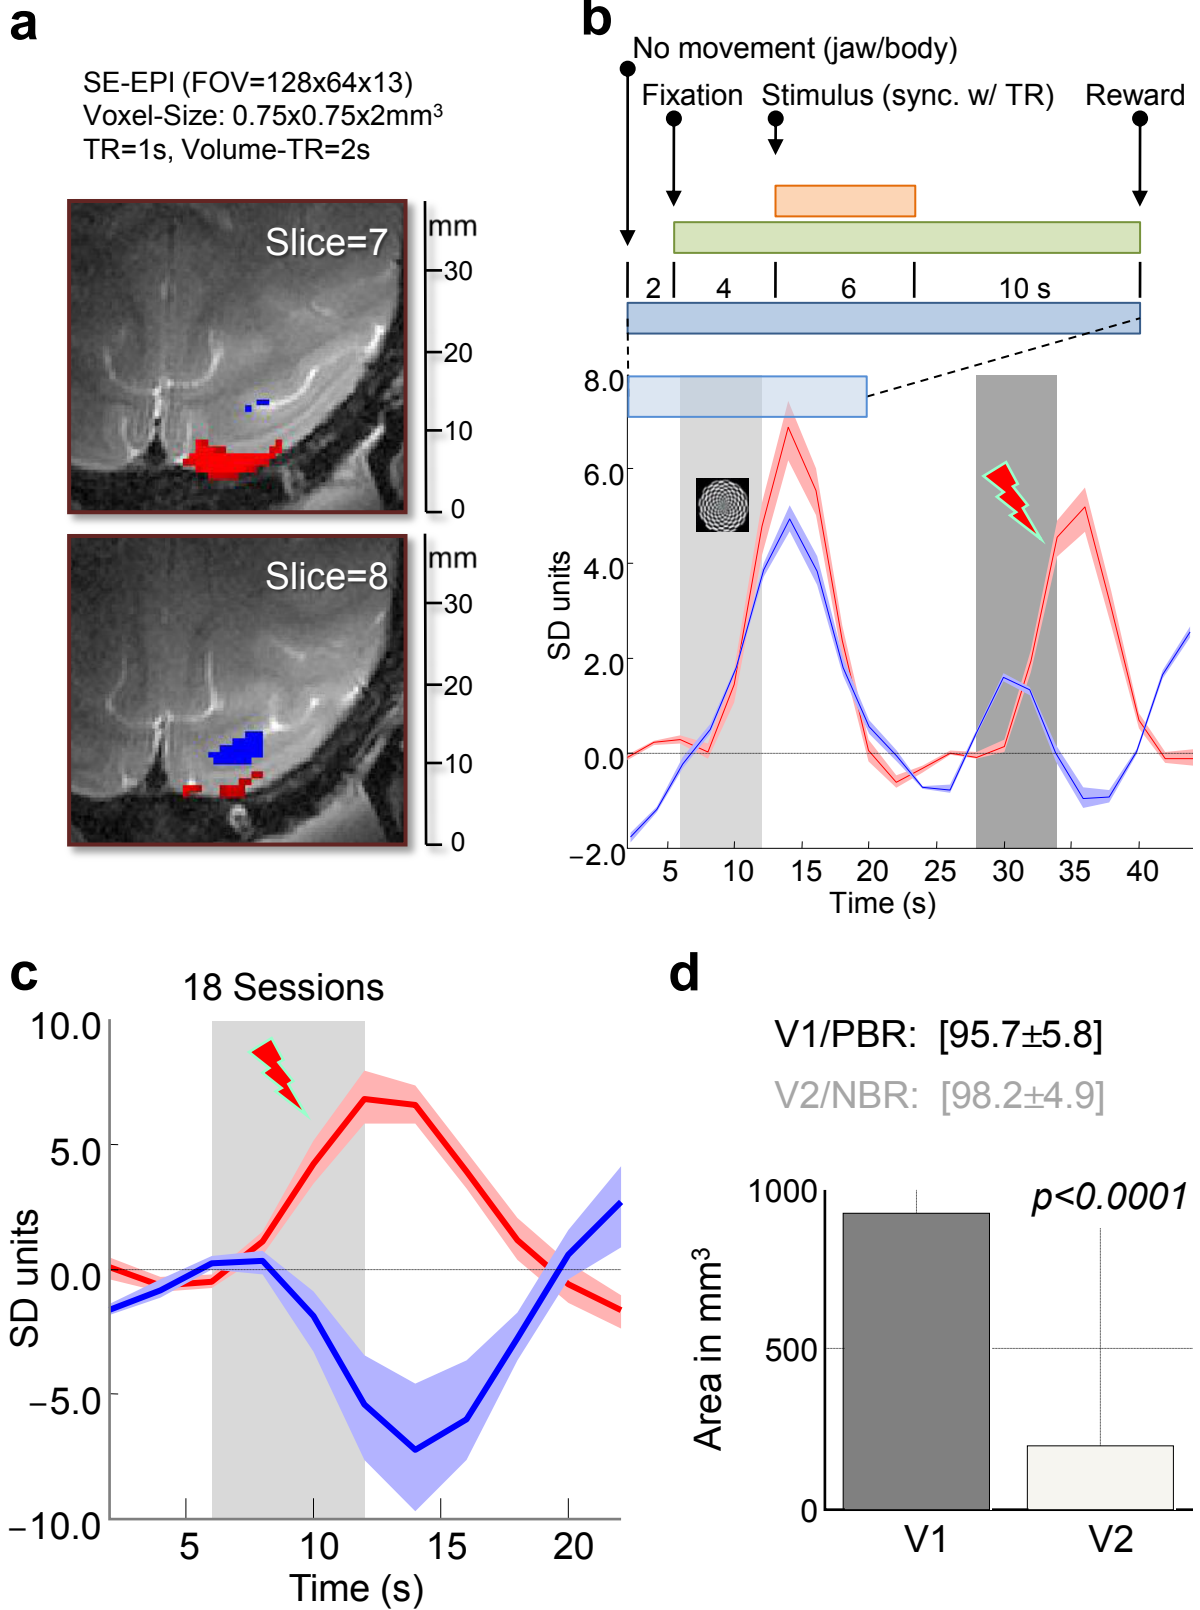 a
SE-EPI (FOV=128x64x13)
Voxel-Size: 0.75x0.75x2mm³
TR=1s, Volume-TR=2s
Slice=7
mm
30
20
10
0
Slice=8
mm
30
20
10
0
b
No movement (jaw/body)
Fixation Stimulus (sync. w/ TR) Reward
2 4 6 10 s
8.0
6.0
4.0
2.0
0.0
−2.0
SD units
5 10 15 20 25 30 35 40
Time (s)
c
18 Sessions
10.0
5.0
0.0
−5.0
−10.0
SD units
5 10 15 20
Time (s)
d
V1/PBR: [95.7±5.8]
V2/NBR: [98.2±4.9]
p<0.0001
1000
500
0
Area in mm³
V1 V2